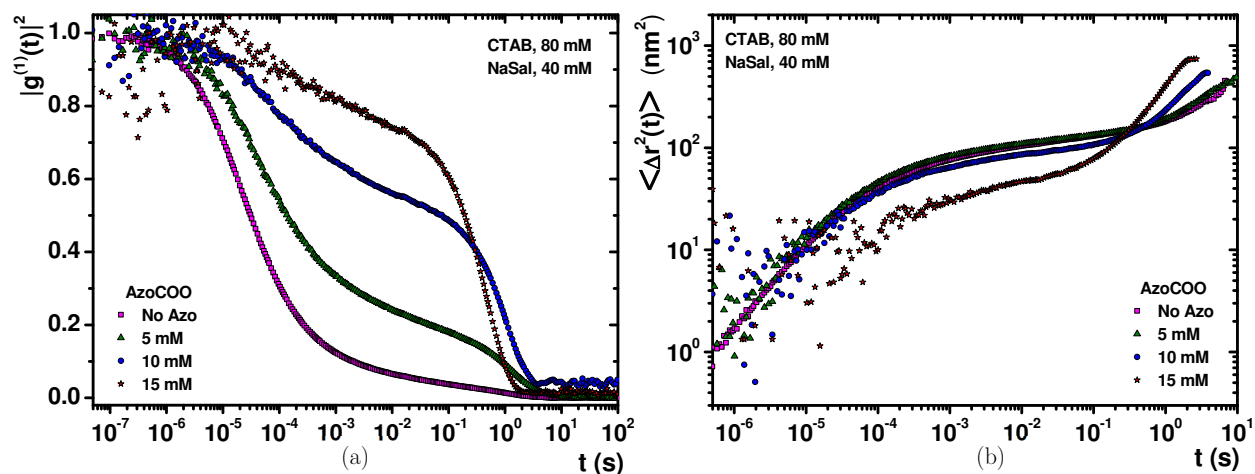 |g⁽¹⁾(t)|²
1.0
0.8
0.6
0.4
0.2
0.0
CTAB, 80 mM
NaSal, 40 mM
AzoCOO
No Azo
5 mM
10 mM
15 mM
10⁻⁷ 10⁻⁶ 10⁻⁵ 10⁻⁴ 10⁻³ 10⁻² 10⁻¹ 10⁰ 10¹ 10²
(a)
t (s)
<Δr²(t)> (nm²)
10³
10²
10¹
10⁰
CTAB, 80 mM
NaSal, 40 mM
AzoCOO
No Azo
5 mM
10 mM
15 mM
10⁻⁶ 10⁻⁵ 10⁻⁴ 10⁻³ 10⁻² 10⁻¹ 10⁰ 10¹
(b)
t (s)